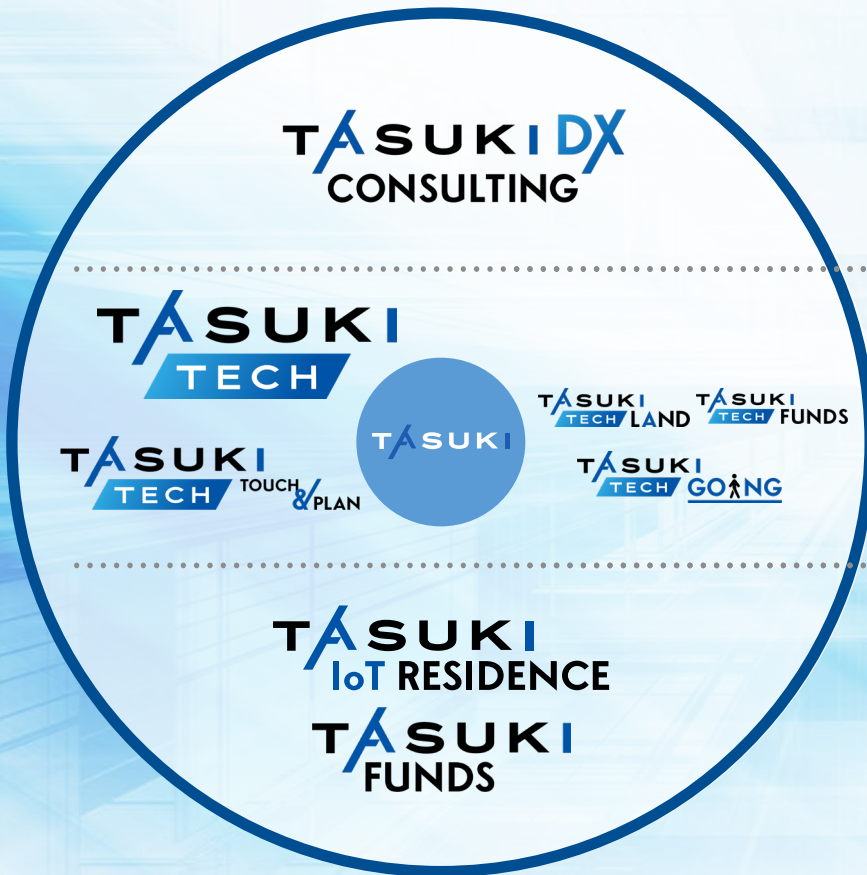 TASUKI DX
CONSULTING
TASUKI
TECH
TASUKI
TECH TOUCH & PLAN
TASUKI
TASUKI
TECH LAND
TASUKI
TECH FUNDS
TASUKI
TECH GOING
TASUKI
IoT RESIDENCE
TASUKI
FUNDS